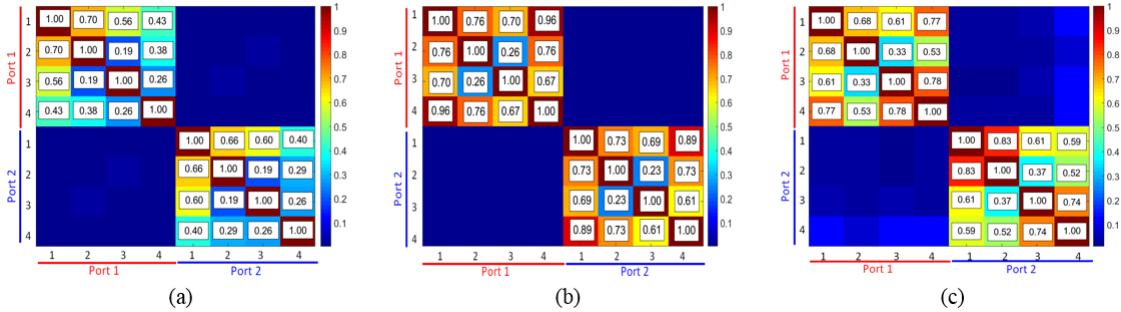 1 1.00 0.70 0.56 0.43
2 0.70 1.00 0.19 0.38
3 0.56 0.19 1.00 0.26
4 0.43 0.38 0.26 1.00
Port 1
1 1.00 0.66 0.60 0.40
2 0.66 1.00 0.19 0.29
3 0.60 0.19 1.00 0.26
4 0.40 0.29 0.26 1.00
Port 2
1 2 3 4 1 2 3 4
Port 1 Port 2
1
0.9
0.8
0.7
0.6
0.5
0.4
0.3
0.2
0.1
(a)
1 1.00 0.76 0.70 0.96
2 0.76 1.00 0.26 0.76
3 0.70 0.26 1.00 0.67
4 0.96 0.76 0.67 1.00
Port 1
1 1.00 0.73 0.69 0.89
2 0.73 1.00 0.23 0.73
3 0.69 0.23 1.00 0.61
4 0.89 0.73 0.61 1.00
Port 2
1 2 3 4 1 2 3 4
Port 1 Port 2
1
0.9
0.8
0.7
0.6
0.5
0.4
0.3
0.2
0.1
(b)
1 1.00 0.68 0.61 0.77
2 0.68 1.00 0.33 0.53
3 0.61 0.33 1.00 0.78
4 0.77 0.53 0.78 1.00
Port 1
1 1.00 0.83 0.61 0.59
2 0.83 1.00 0.37 0.52
3 0.61 0.37 1.00 0.74
4 0.59 0.52 0.74 1.00
Port 2
1 2 3 4 1 2 3 4
Port 1 Port 2
1
0.9
0.8
0.7
0.6
0.5
0.4
0.3
0.2
0.1
(c)